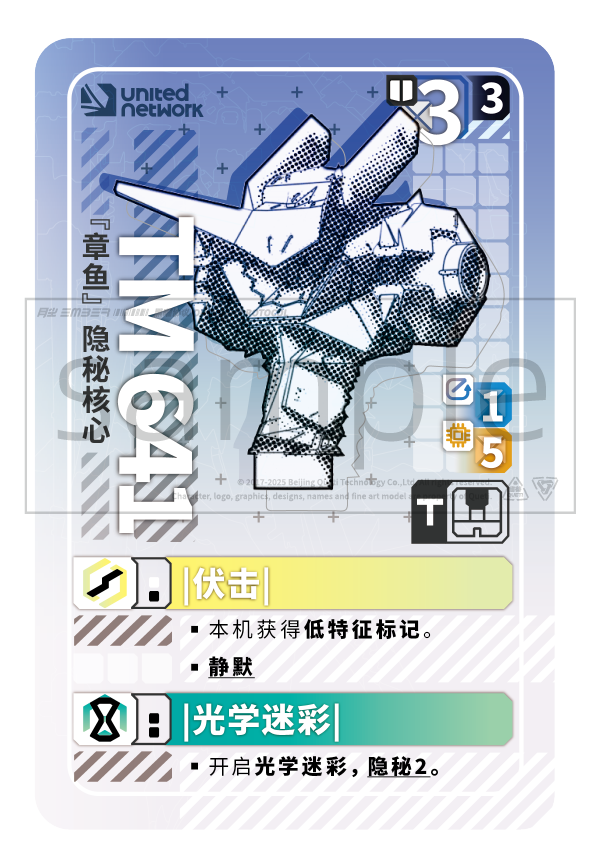 UNITED
NETWORK
3
3
『章鱼』隐秘核心
TM641
EMBER
sample
1
5
T
|伏击|
本机获得低特征标记。
静默
|光学迷彩|
开启光学迷彩，隐秘2。